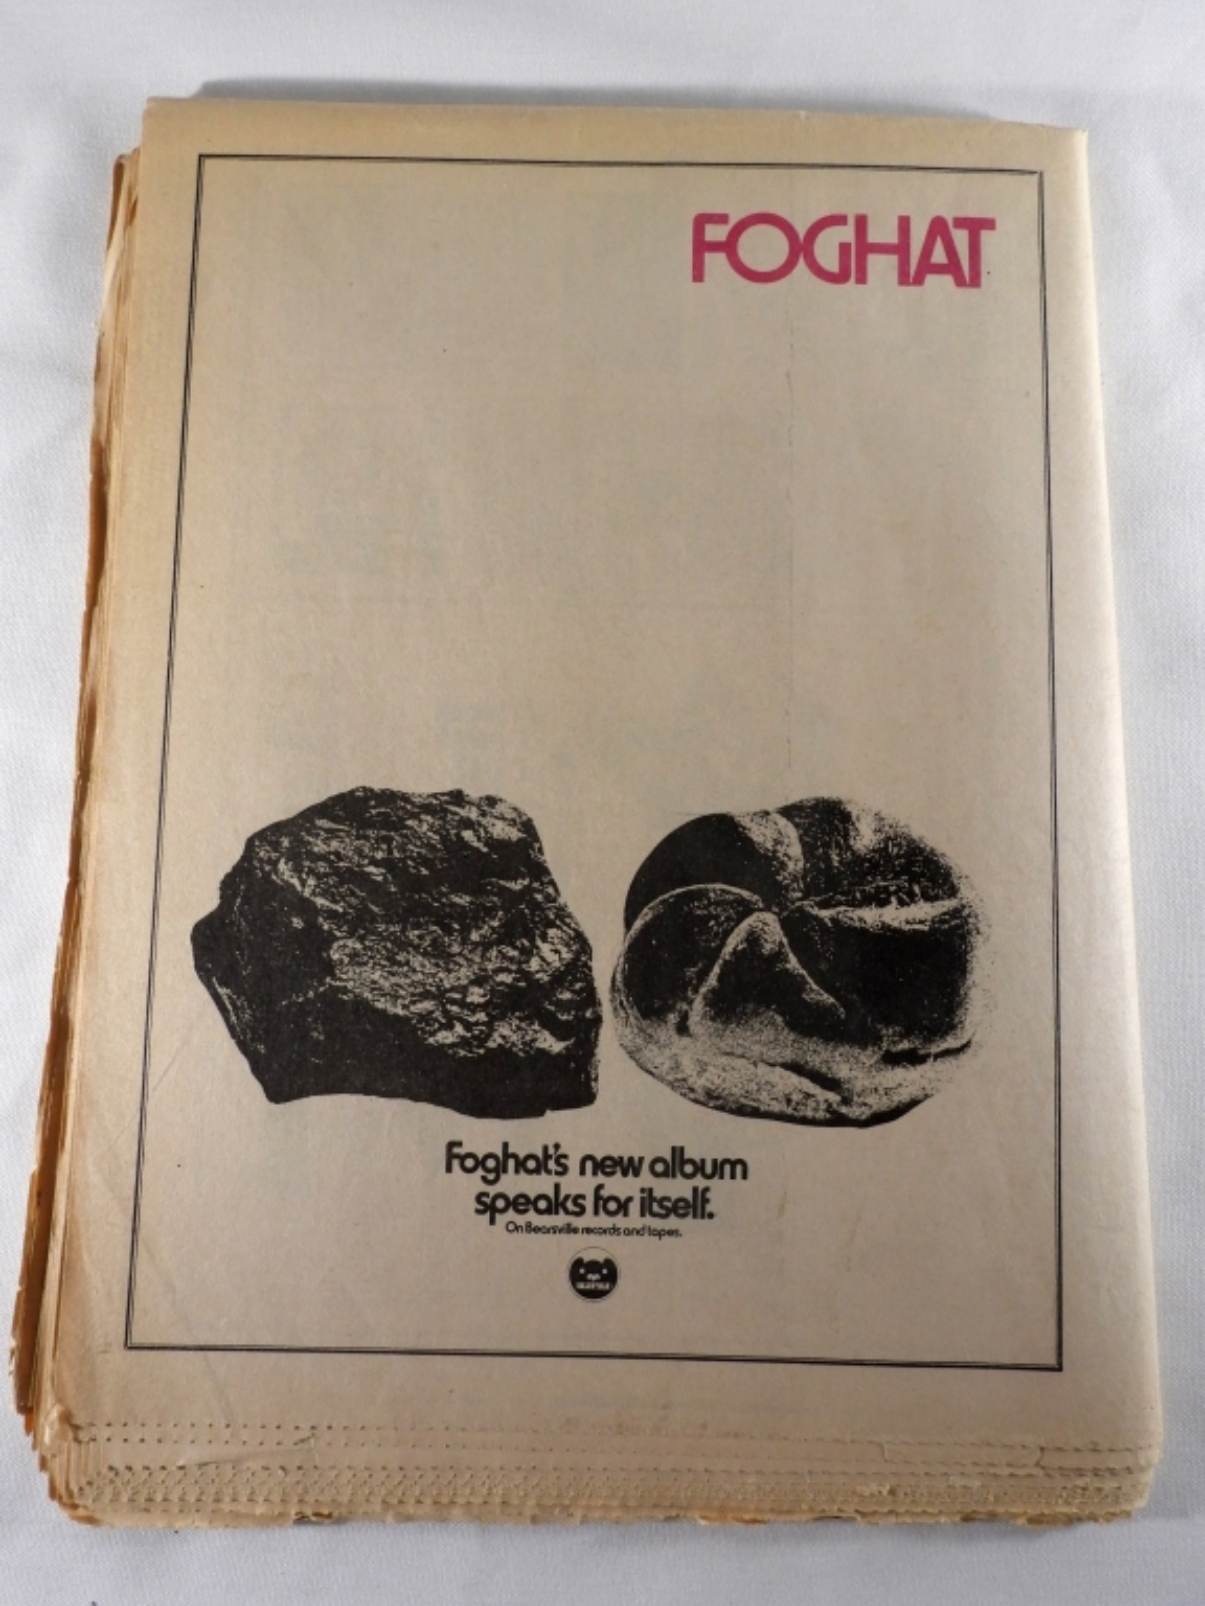 FOGHAT
Foghat's new album
speaks for itself.
On Bearsville records and tapes.